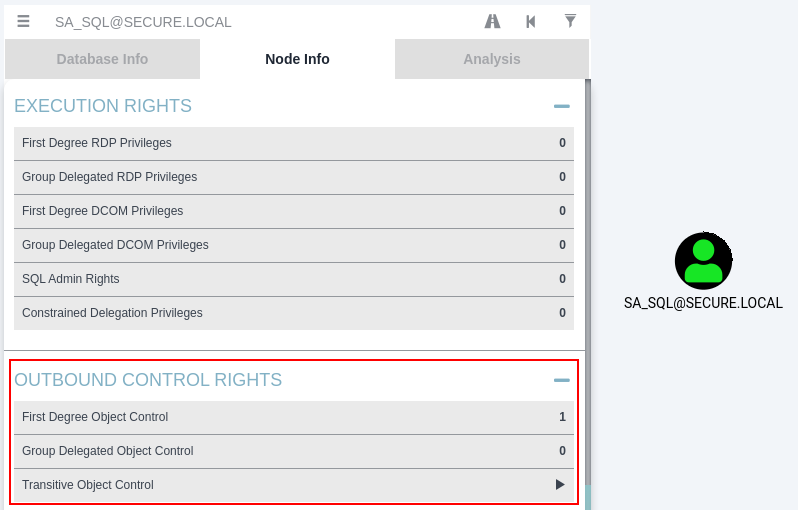 SA_SQL@SECURE.LOCAL
Database Info
Node Info
Analysis
EXECUTION RIGHTS
First Degree RDP Privileges 0
Group Delegated RDP Privileges 0
First Degree DCOM Privileges 0
Group Delegated DCOM Privileges 0
SQL Admin Rights 0
Constrained Delegation Privileges 0
SA_SQL@SECURE.LOCAL
OUTBOUND CONTROL RIGHTS
First Degree Object Control 1
Group Delegated Object Control 0
Transitive Object Control